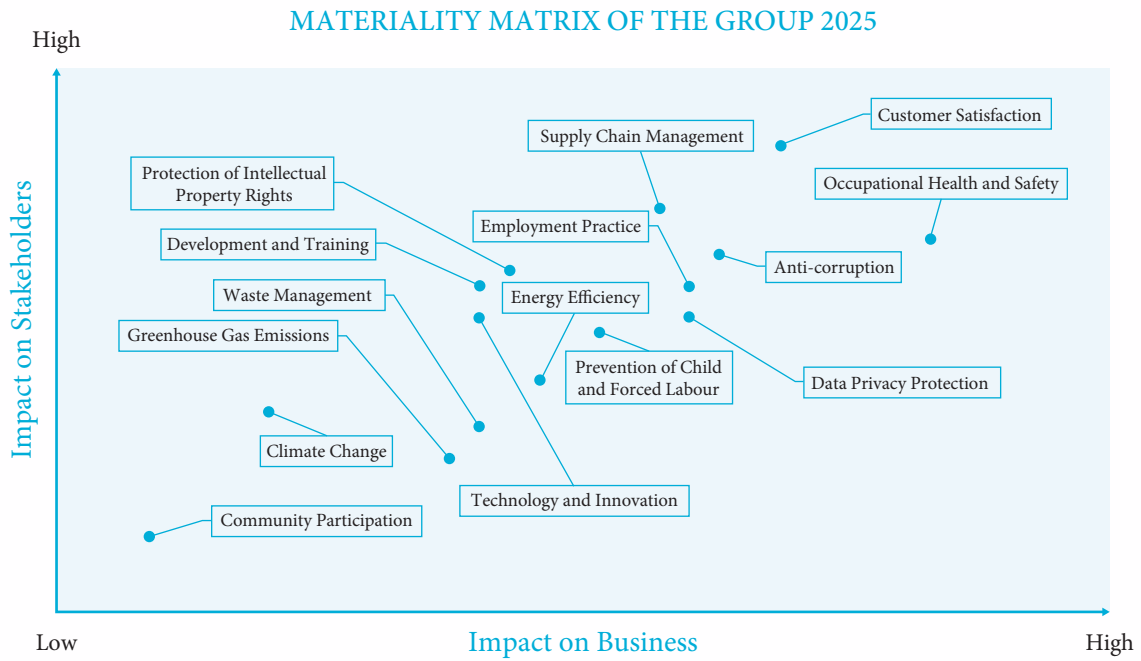 MATERIALITY MATRIX OF THE GROUP 2025
High
Customer Satisfaction
Supply Chain Management
Protection of Intellectual
Property Rights
Occupational Health and Safety
Employment Practice
Development and Training
Anti-corruption
Waste Management
Energy Efficiency
Greenhouse Gas Emissions
Prevention of Child
and Forced Labour
Data Privacy Protection
Climate Change
Technology and Innovation
Community Participation
Impact on Stakeholders
Low
Impact on Business
High